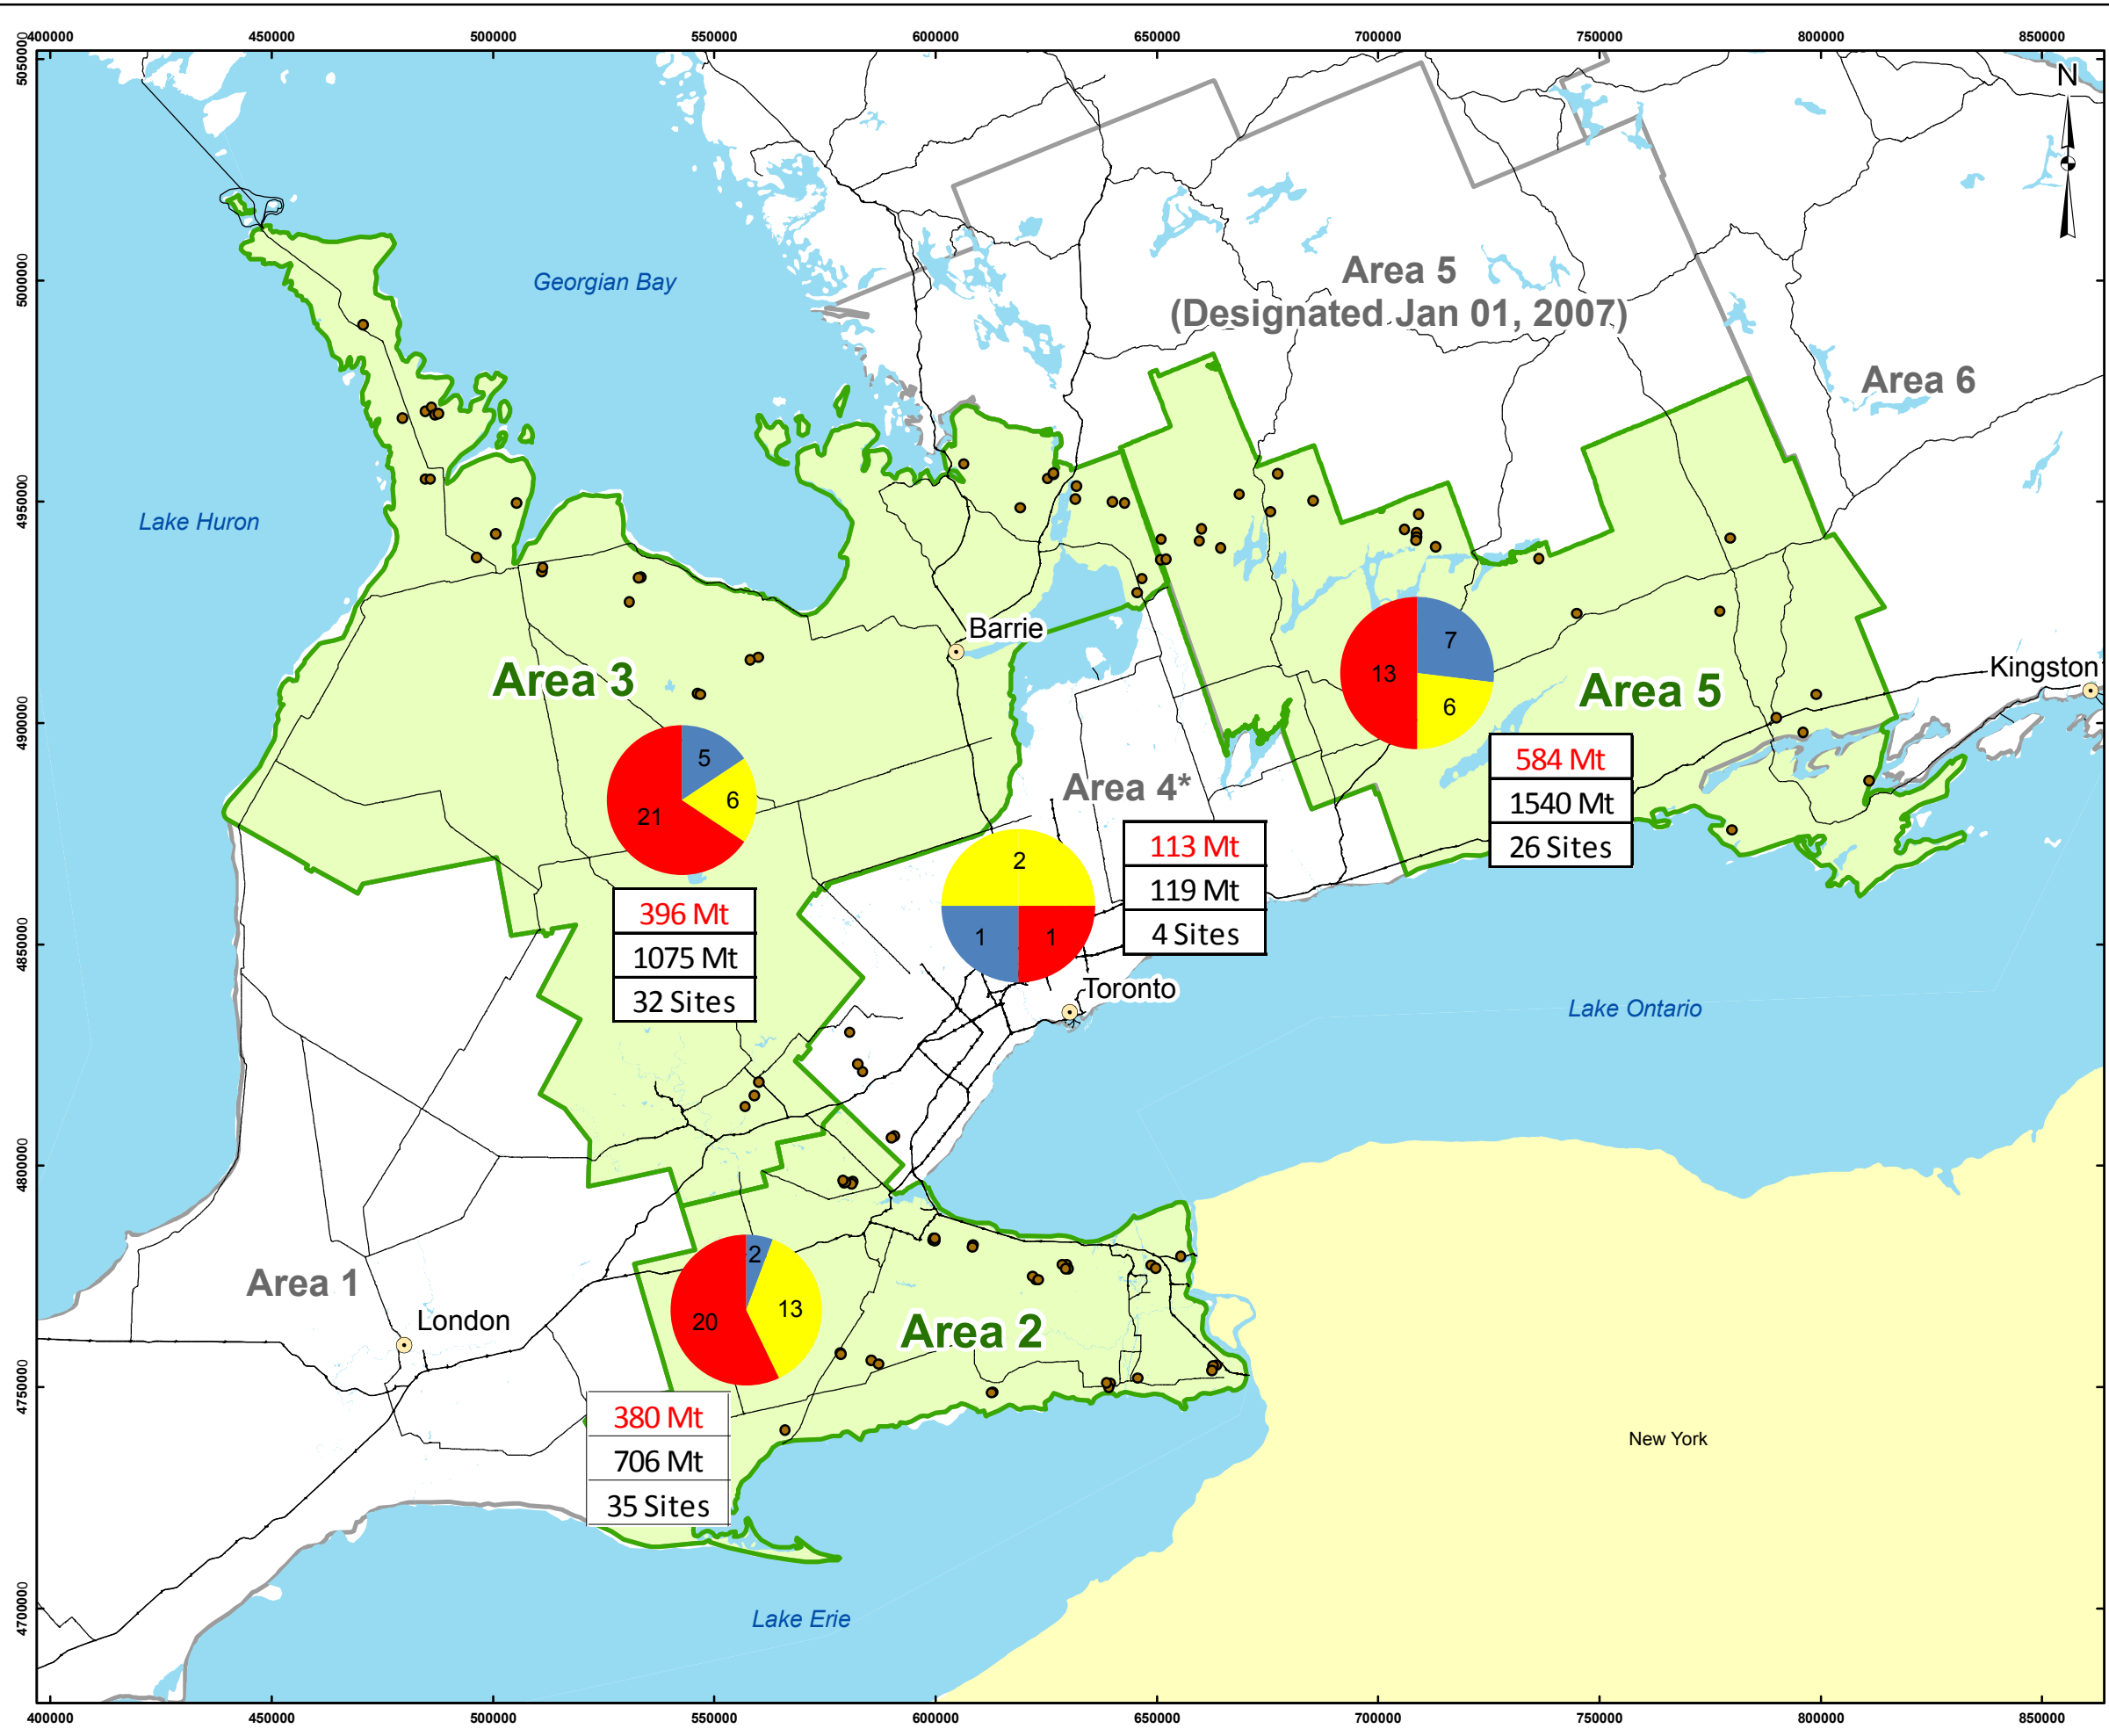 400000 450000 500000 550000 600000 650000 700000 750000 800000 850000
5050000
N
Georgian Bay
5000000
Area 5
(Designated Jan 01, 2007)
Area 6
4950000
Lake Huron
Barrie
7
13
6
Kingston
Area 3
Area 5
4900000
5
6
21
584 Mt
1540 Mt
26 Sites
Area 4*
113 Mt
119 Mt
4 Sites
2
1
1
396 Mt
1075 Mt
32 Sites
4850000
Toronto
Lake Ontario
4800000
2
13
20
Area 1
London
Area 2
4750000
380 Mt
706 Mt
35 Sites
New York
4700000
Lake Erie
400000 450000 500000 550000 600000 650000 700000 750000 800000 850000